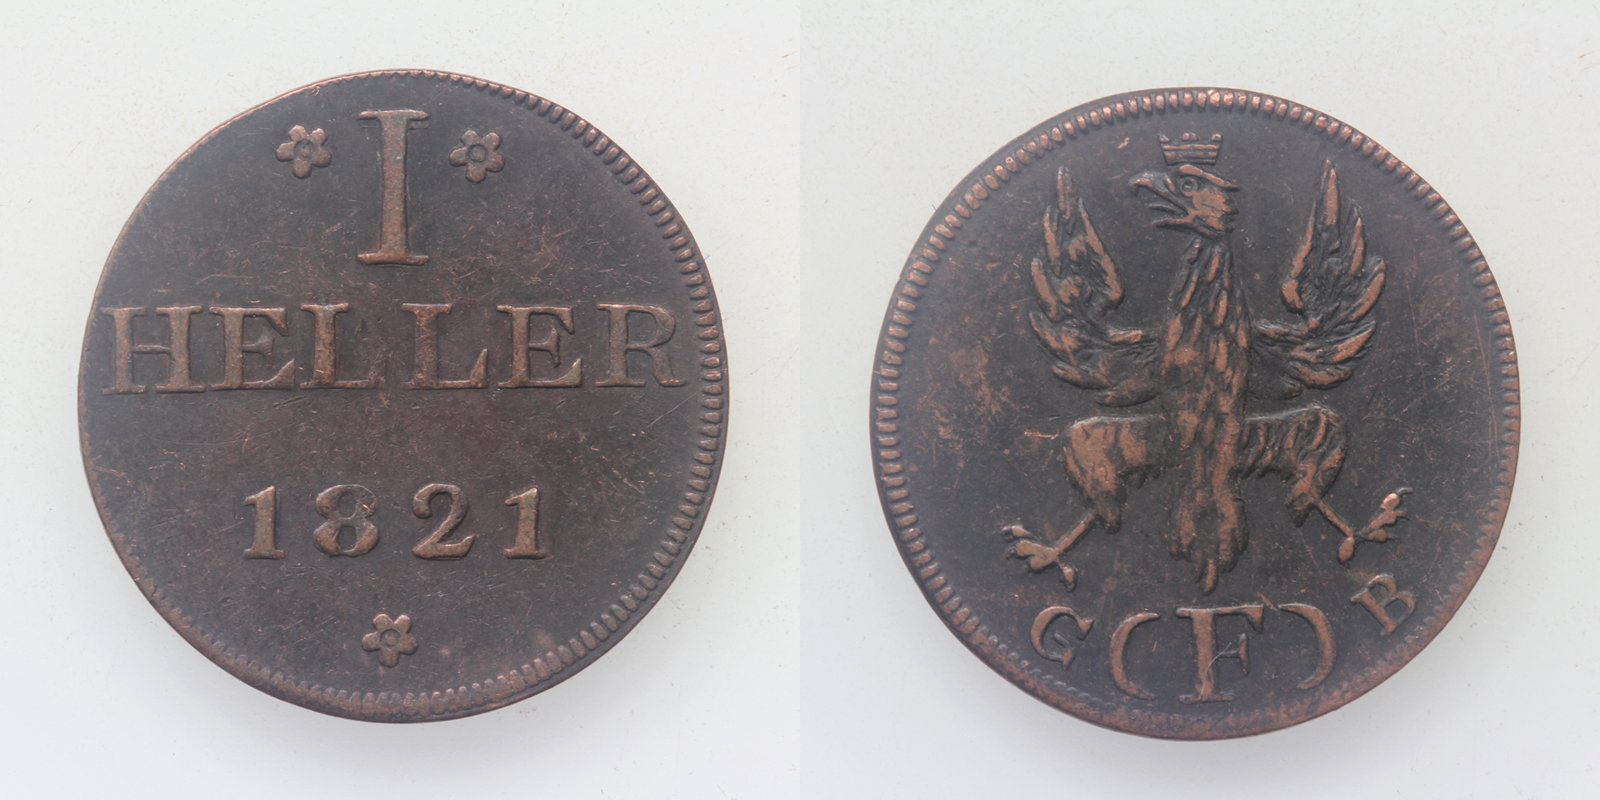 I
HELLER
1821
G (F) B